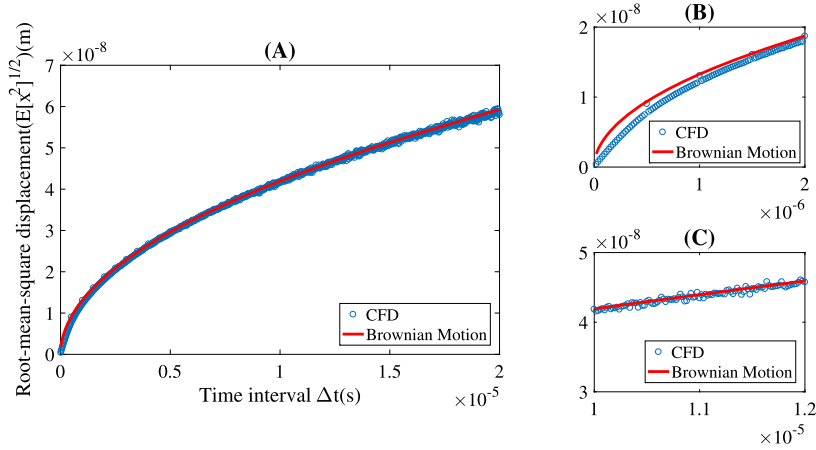 (A)
×10^-8
Root-mean-square displacement(E[x^2]^1/2)(m)
7
6
5
4
3
2
1
0
0
0.5
1
1.5
2
×10^-5
Time interval Δt(s)
CFD
Brownian Motion
(B)
×10^-8
2
1
0
0
1
2
×10^-6
CFD
Brownian Motion
(C)
×10^-8
5
4
3
1
1.1
1.2
×10^-5
CFD
Brownian Motion